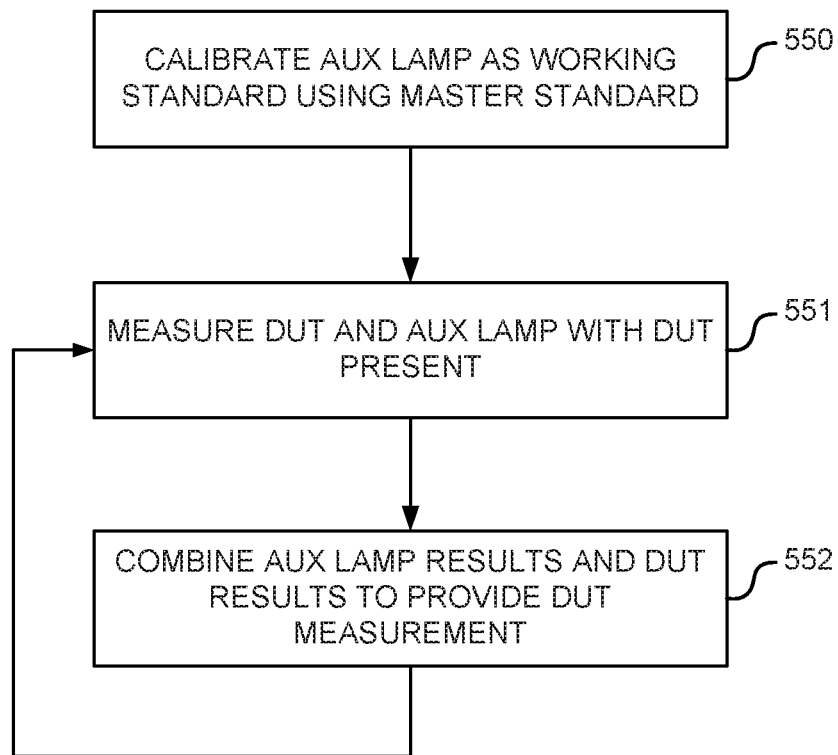 CALIBRATE AUX LAMP AS WORKING
STANDARD USING MASTER STANDARD
550
MEASURE DUT AND AUX LAMP WITH DUT
PRESENT
551
COMBINE AUX LAMP RESULTS AND DUT
RESULTS TO PROVIDE DUT
MEASUREMENT
552